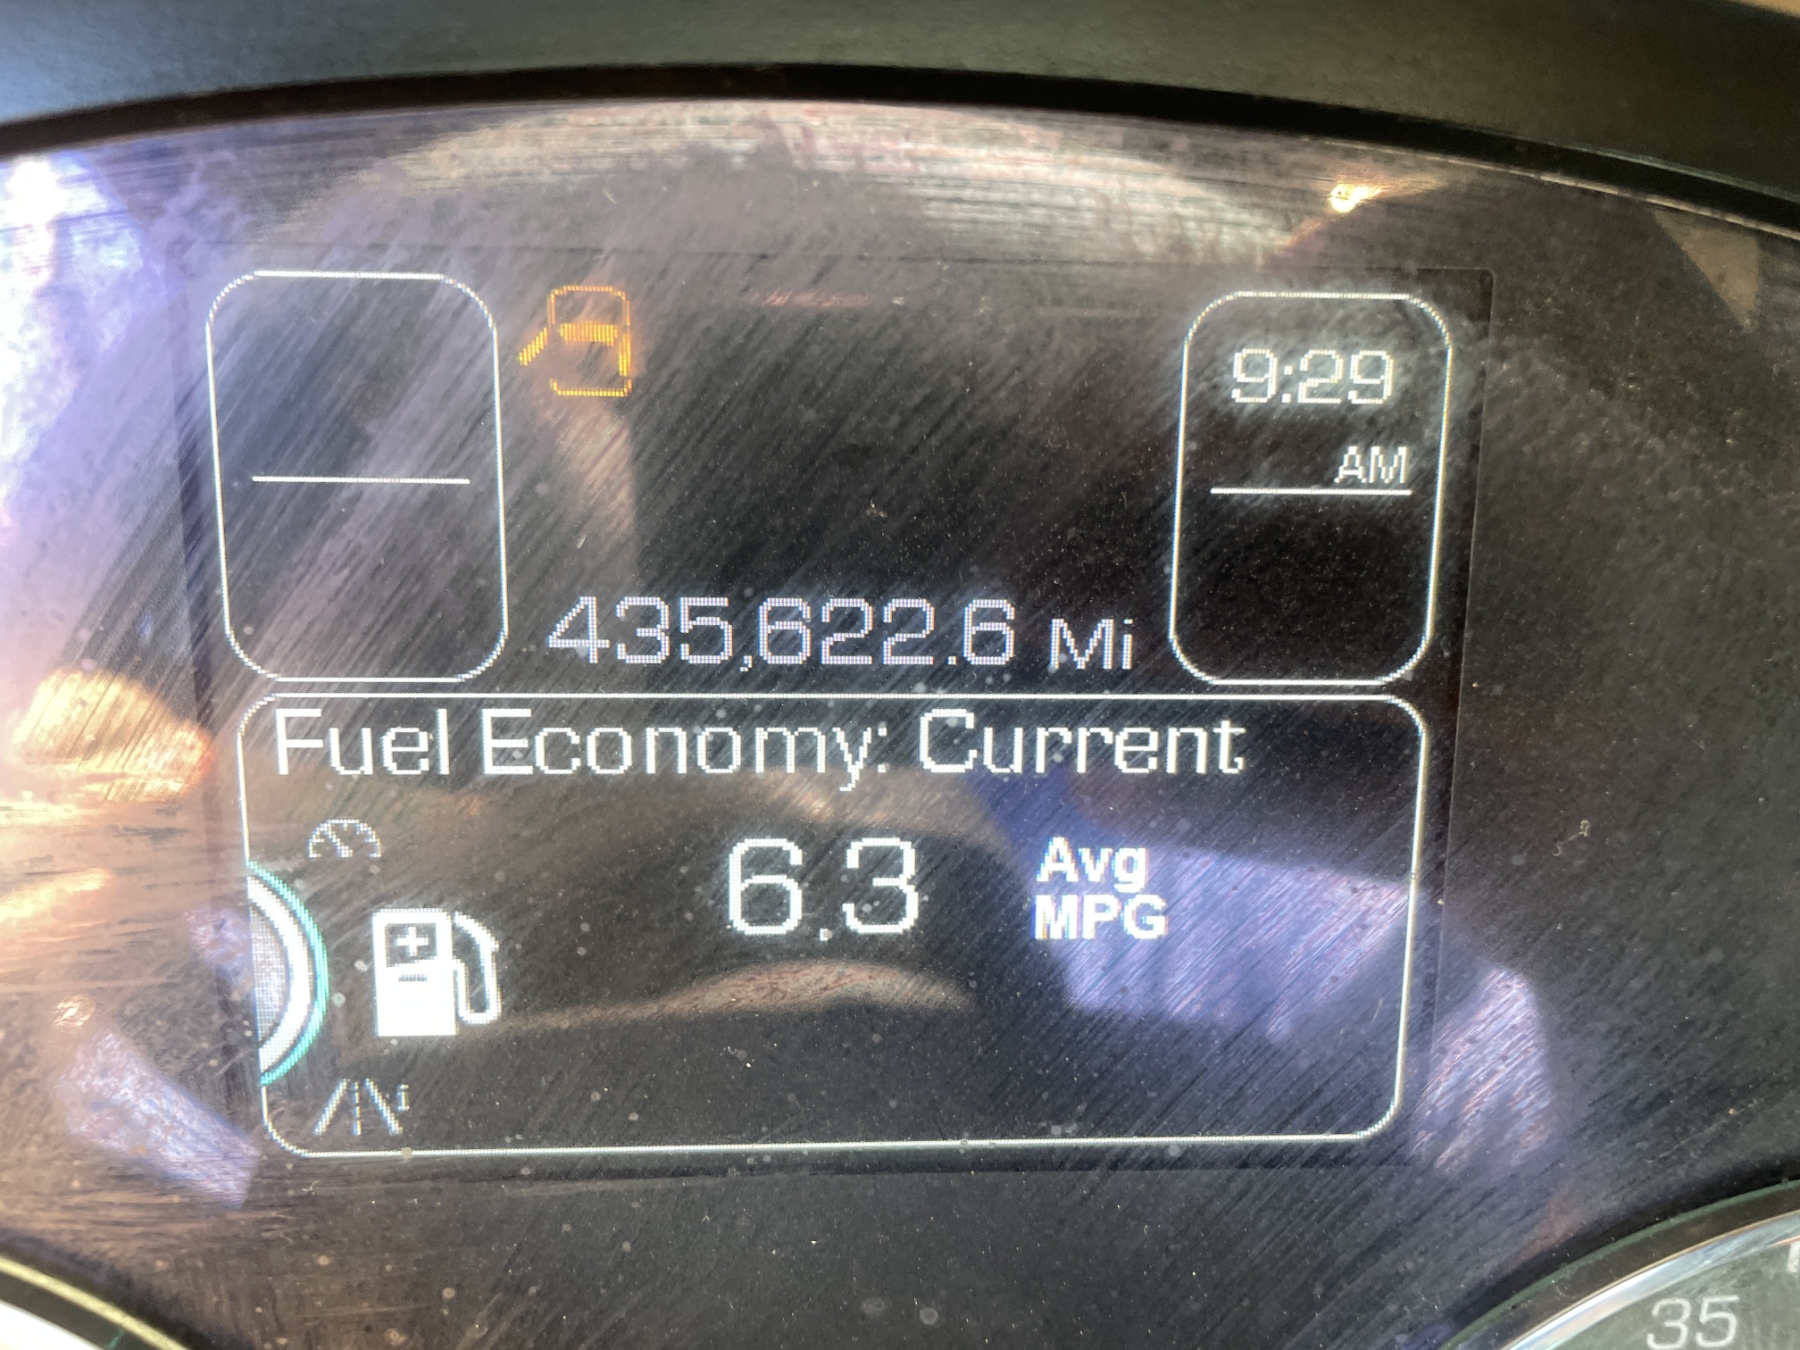 9:29
AM
435,622.6 Mi
Fuel Economy: Current
6.3
Avg
MPG
35